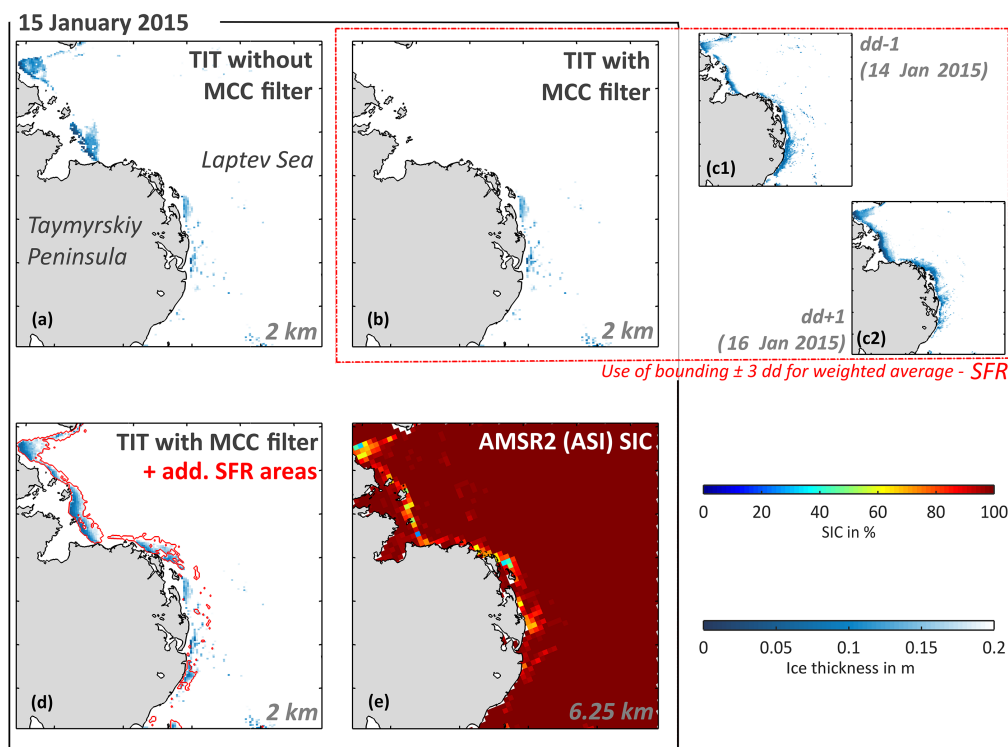 15 January 2015
TIT without
MCC filter
Laptev Sea
Taymyrskiy
Peninsula
(a)
2 km
TIT with
MCC filter
(b)
2 km
dd-1
(14 Jan 2015)
(c1)
dd+1
(16 Jan 2015)
(c2)
Use of bounding ± 3 dd for weighted average - SFR
TIT with MCC filter
+ add. SFR areas
(d)
2 km
AMSR2 (ASI) SIC
(e)
6.25 km
0 20 40 60 80 100
SIC in %
0 0.05 0.1 0.15 0.2
Ice thickness in m